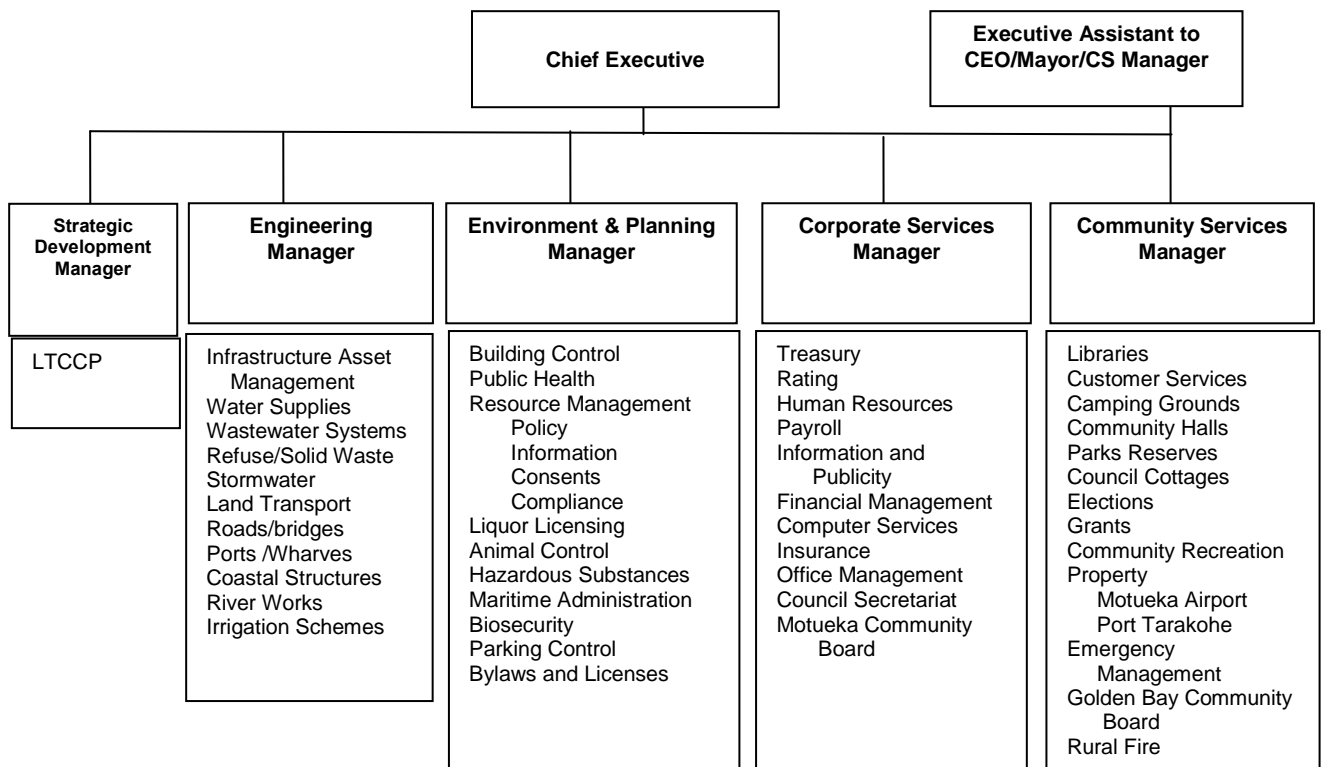 Chief Executive
Executive Assistant to
CEO/Mayor/CS Manager
Strategic
Development
Manager
Engineering
Manager
Environment & Planning
Manager
Corporate Services
Manager
Community Services
Manager
LTCCP
Infrastructure Asset
Management
Water Supplies
Wastewater Systems
Refuse/Solid Waste
Stormwater
Land Transport
Roads/bridges
Ports /Wharves
Coastal Structures
River Works
Irrigation Schemes
Building Control
Public Health
Resource Management
Policy
Information
Consents
Compliance
Liquor Licensing
Animal Control
Hazardous Substances
Maritime Administration
Biosecurity
Parking Control
Bylaws and Licenses
Treasury
Rating
Human Resources
Payroll
Information and
Publicity
Financial Management
Computer Services
Insurance
Office Management
Council Secretariat
Motueka Community
Board
Libraries
Customer Services
Camping Grounds
Community Halls
Parks Reserves
Council Cottages
Elections
Grants
Community Recreation
Property
Motueka Airport
Port Tarakohe
Emergency
Management
Golden Bay Community
Board
Rural Fire